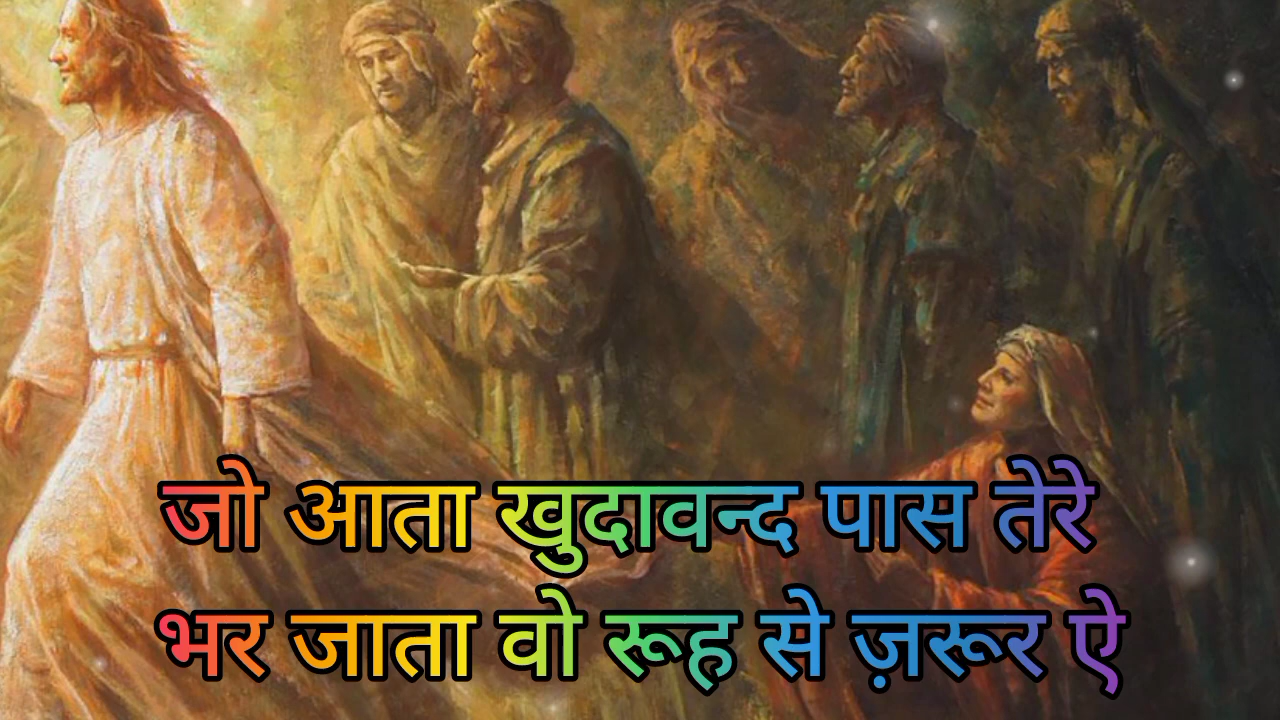 जो आता खुदावन्द पास तेरे
भर जाता वो रूह से ज़रूर ऐ